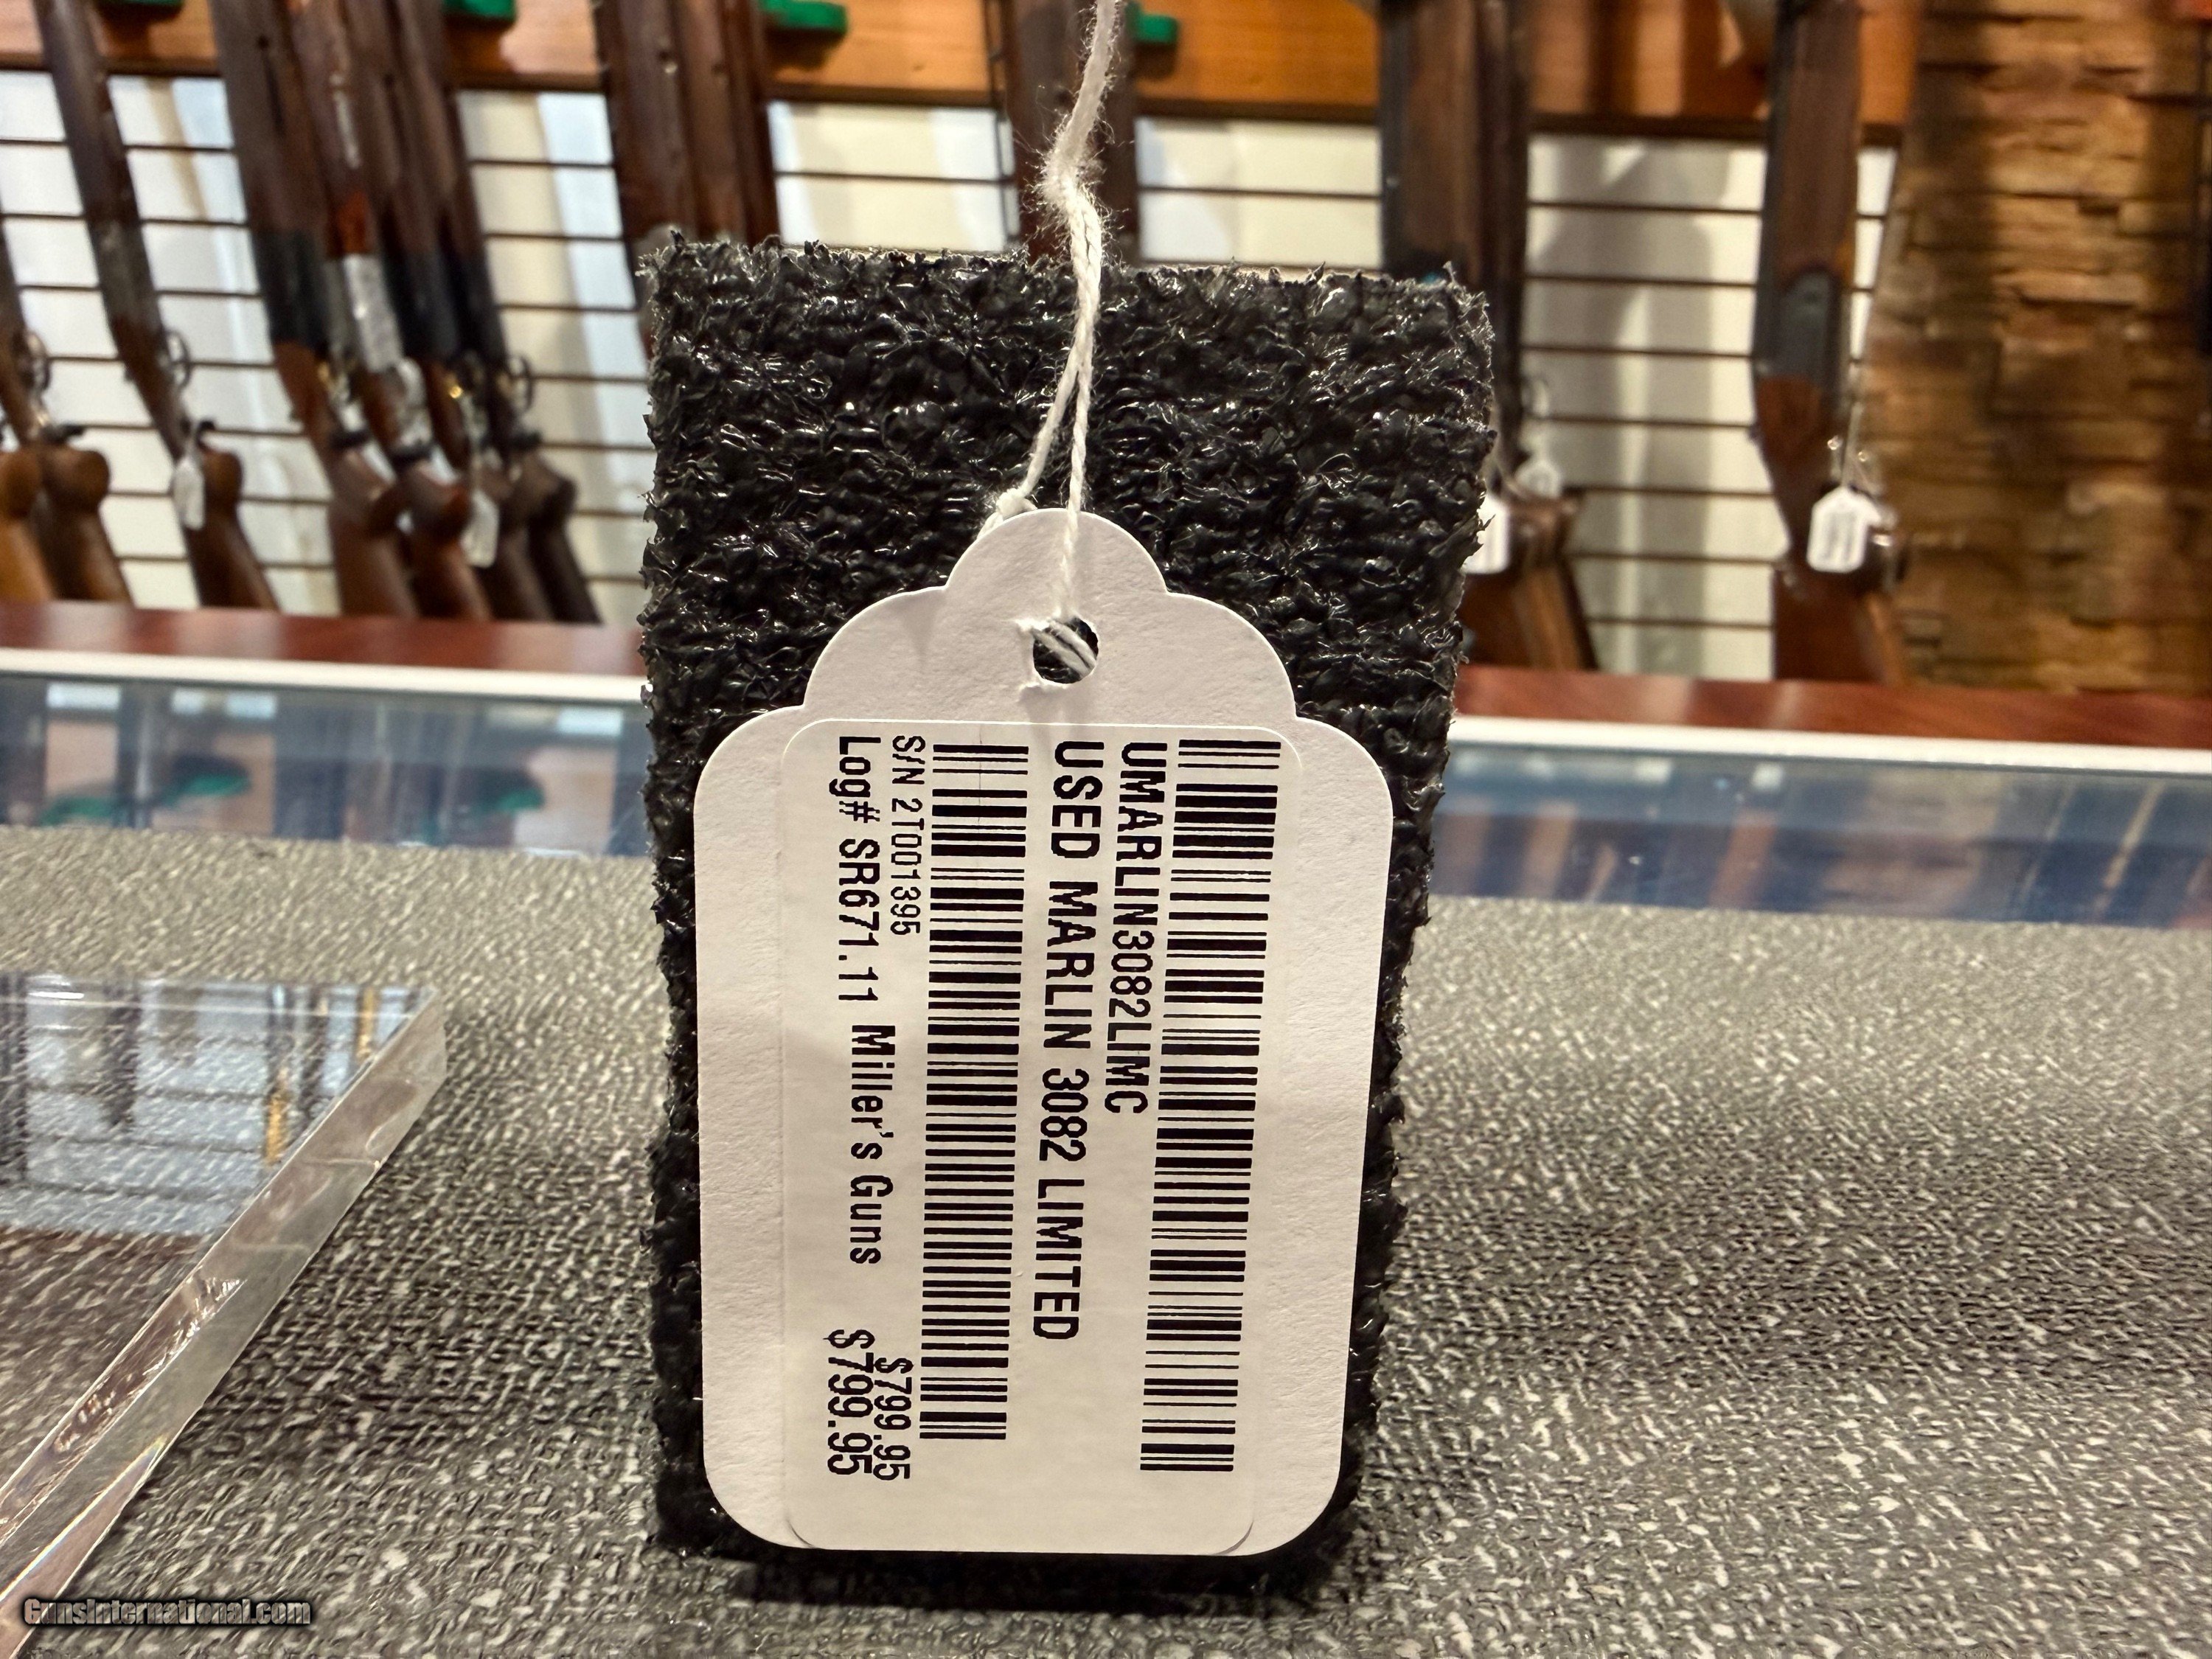 UMARLIN3082LIMC
USED MARLIN 3082 LIMITED
S/N 2T001395 $799.95
Log# SR671.11 Miller's Guns $799.95
GunsInternational.com